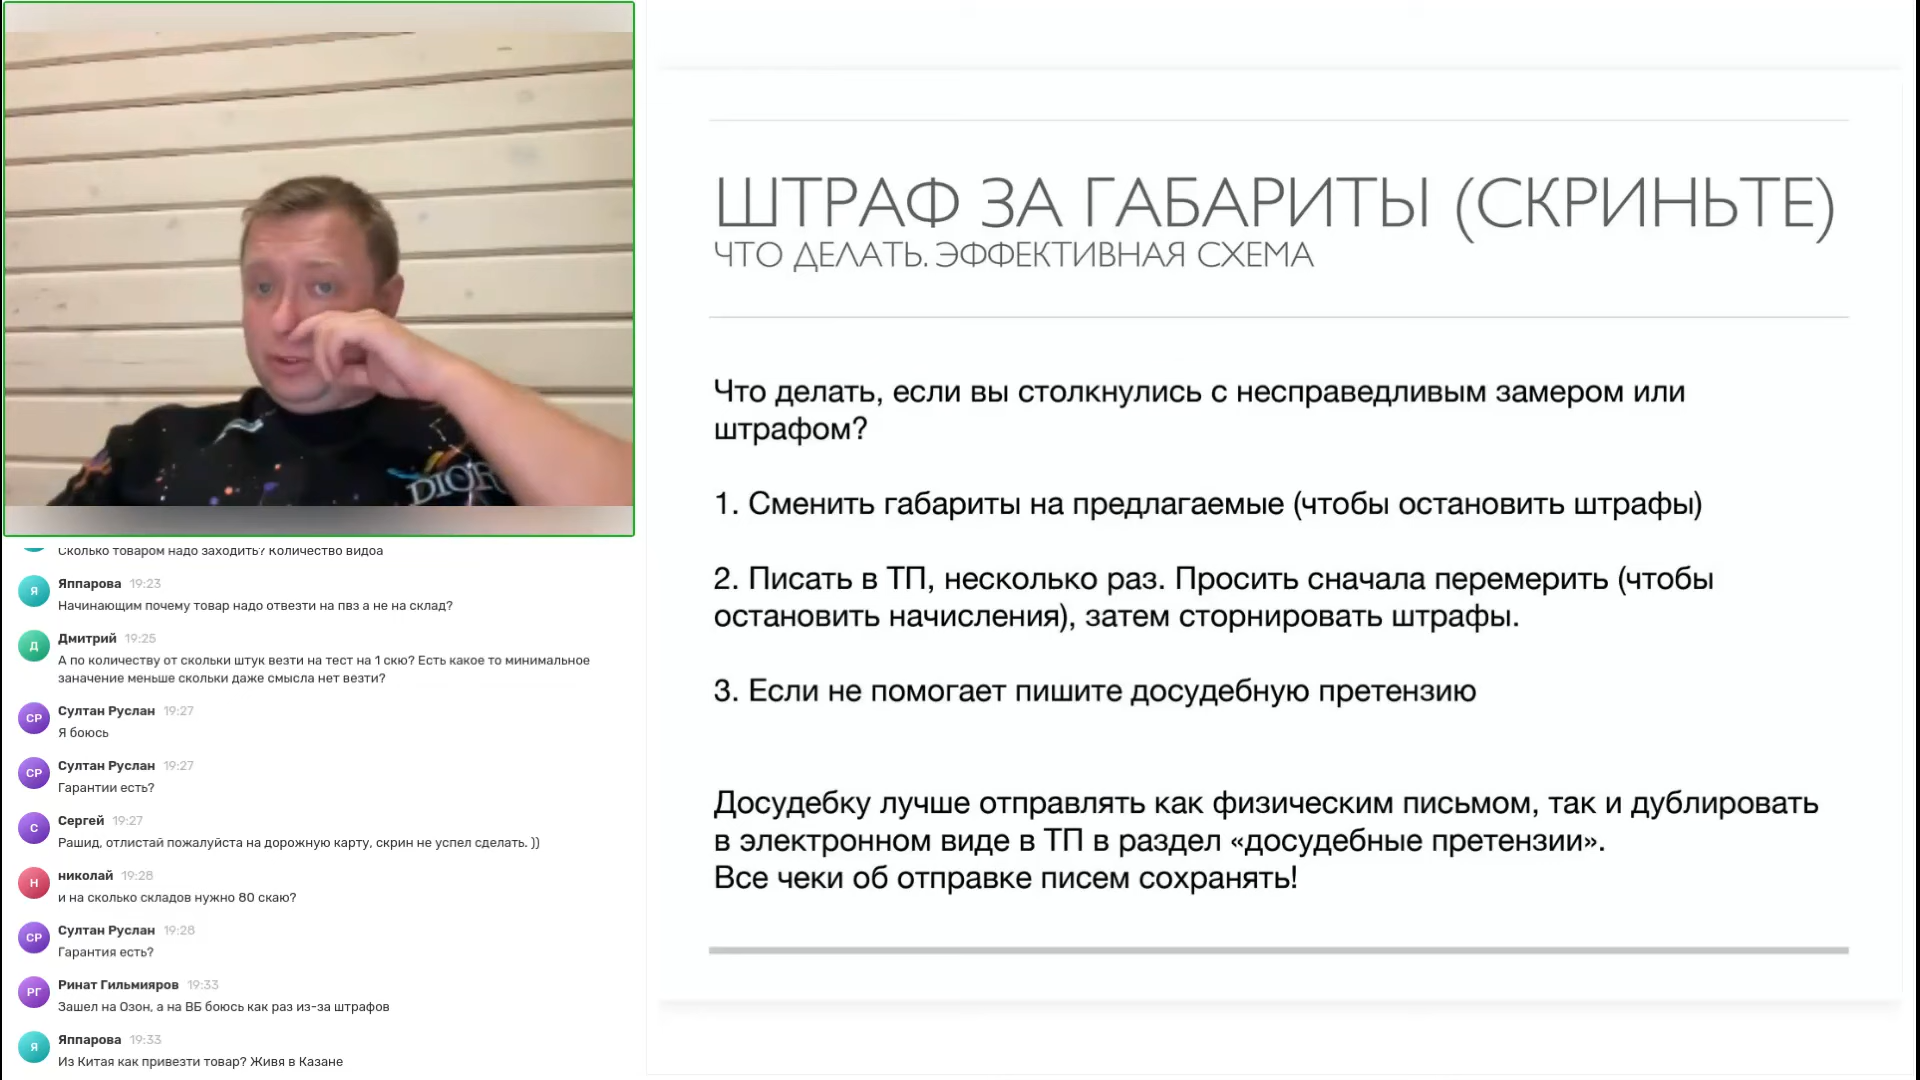 DIOR
Сколько товаром надо заходить? Количество видоа
Я
Яппарова 19:23
Начинающим почему товар надо отвезти на пвз а не на склад?
Д
Дмитрий 19:25
А по количеству от скольки штук везти на тест на 1 скю? Есть какое то минимальное
заначение меньше скольки даже смысла нет везти?
СР
Султан Руслан 19:27
Я боюсь
СР
Султан Руслан 19:27
Гарантии есть?
С
Сергей 19:27
Рашид, отлистай пожалуйста на дорожную карту, скрин не успел сделать. ))
Н
николай 19:28
и на сколько складов нужно 80 скаю?
СР
Султан Руслан 19:28
Гарантия есть?
РГ
Ринат Гильмияров 19:33
Зашел на Озон, а на ВБ боюсь как раз из-за штрафов
Я
Яппарова 19:33
Из Китая как привезти товар? Живя в Казане
ШТРАФ ЗА ГАБАРИТЫ (СКРИНЬТЕ)
ЧТО ДЕЛАТЬ. ЭФФЕКТИВНАЯ СХЕМА
Что делать, если вы столкнулись с несправедливым замером или
штрафом?
1. Сменить габариты на предлагаемые (чтобы остановить штрафы)
2. Писать в ТП, несколько раз. Просить сначала перемерить (чтобы
остановить начисления), затем сторнировать штрафы.
3. Если не помогает пишите досудебную претензию
Досудебку лучше отправлять как физическим письмом, так и дублировать
в электронном виде в ТП в раздел «досудебные претензии».
Все чеки об отправке писем сохранять!